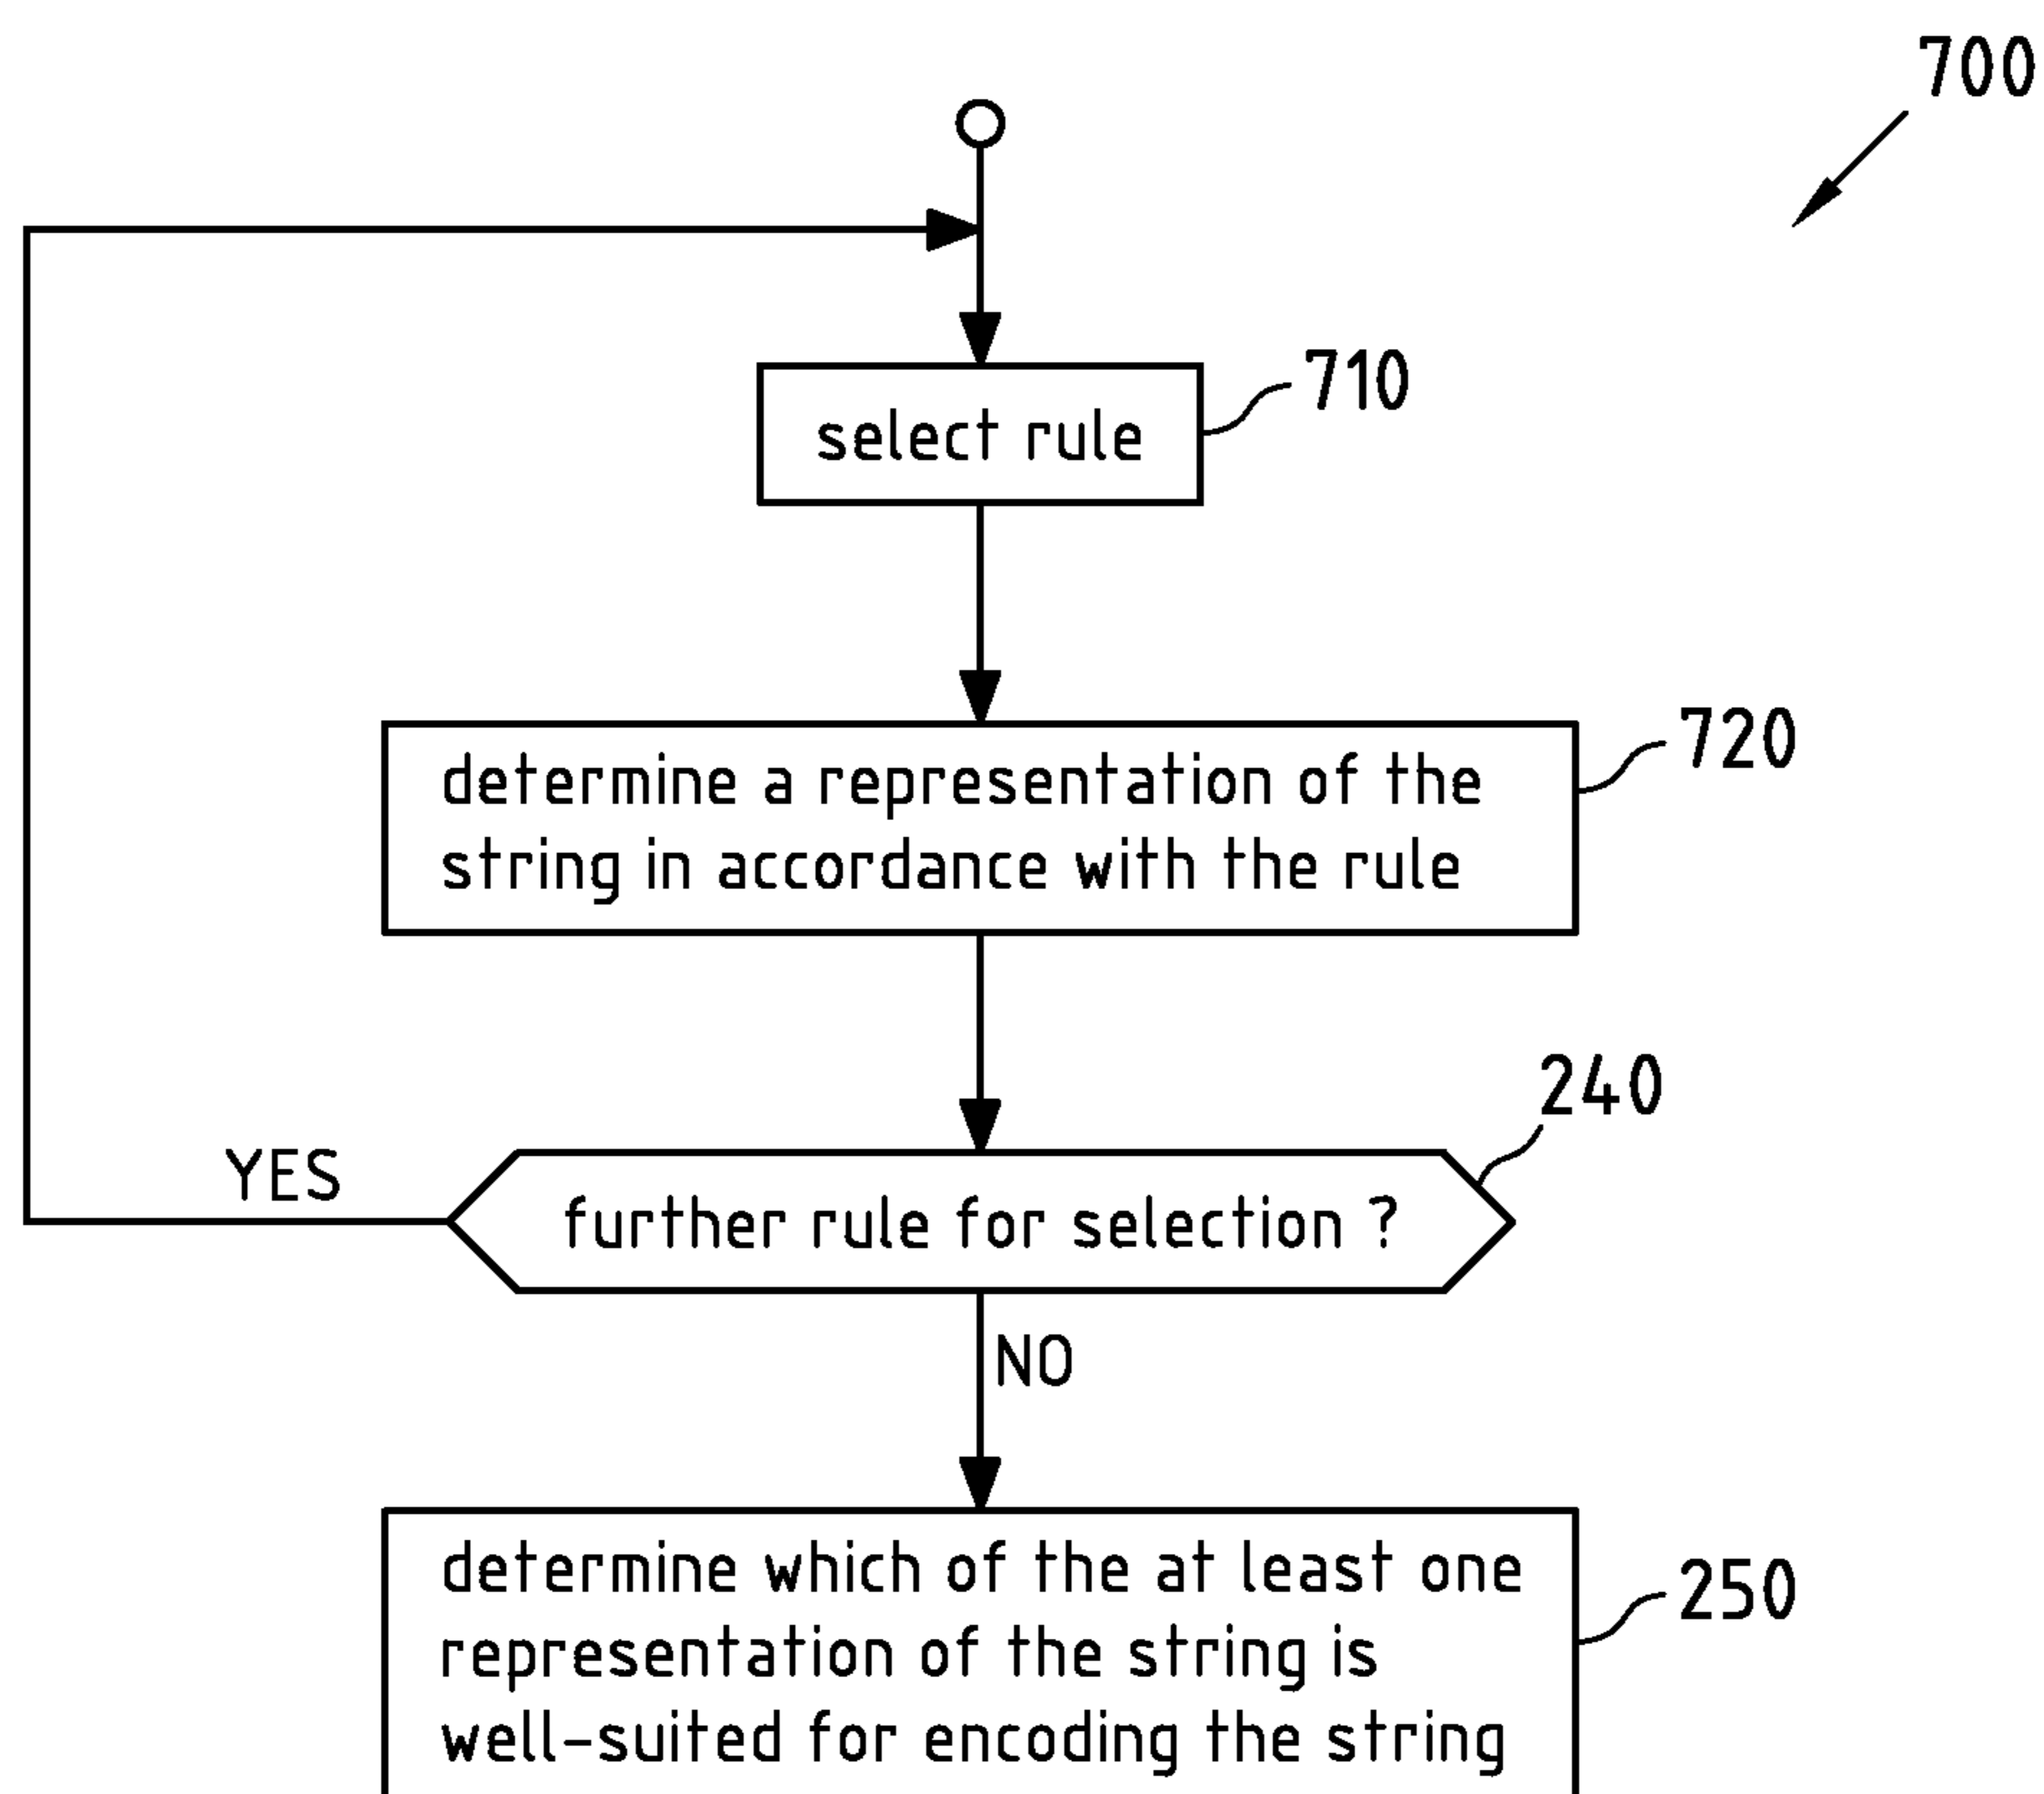 700
710
select rule
720
determine a representation of the
string in accordance with the rule
240
YES
further rule for selection ?
NO
determine which of the at least one
250
representation of the string is
well-suited for encoding the string